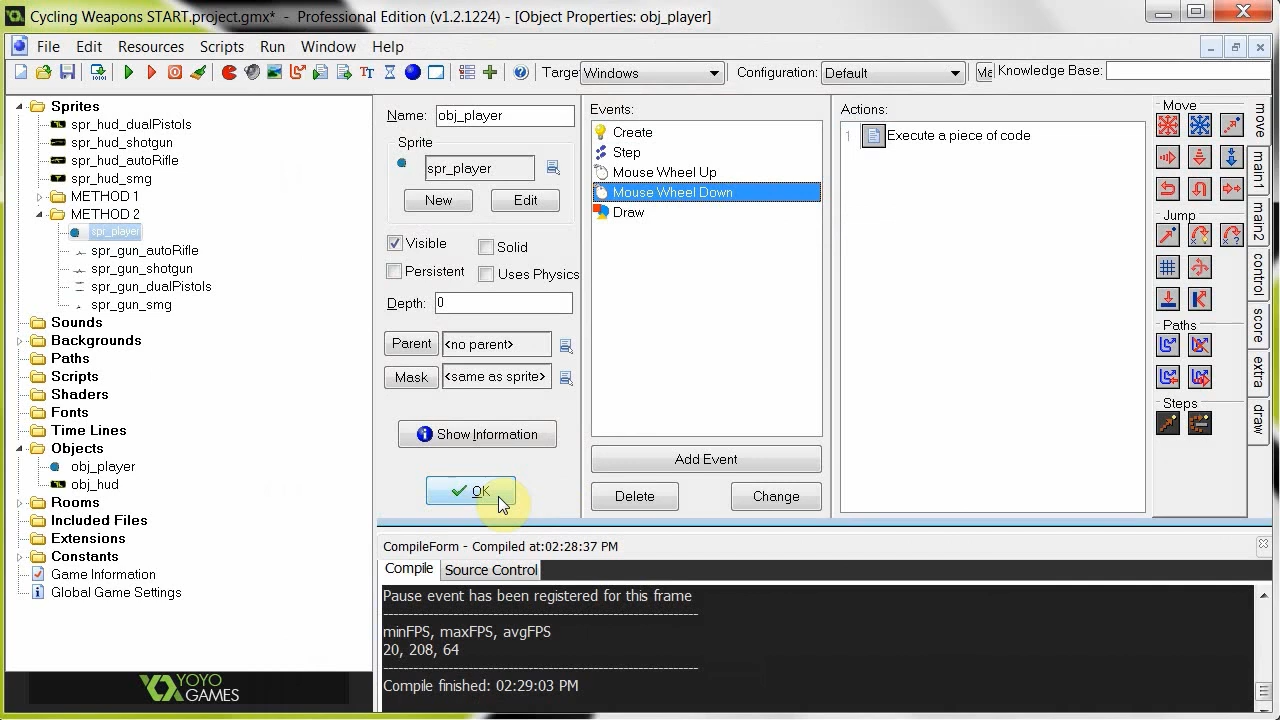 Cycling Weapons START.project.gmx* - Professional Edition (v1.2.1224) - [Object Properties: obj_player]
File Edit Resources Scripts Run Window Help
Target Windows Configuration: Default Knowledge Base:
Sprites
spr_hud_dualPistols
spr_hud_shotgun
spr_hud_autoRifle
spr_hud_smg
METHOD 1
METHOD 2
spr_player
spr_gun_autoRifle
spr_gun_shotgun
spr_gun_dualPistols
spr_gun_smg
Sounds
Backgrounds
Paths
Scripts
Shaders
Fonts
Time Lines
Objects
obj_player
obj_hud
Rooms
Included Files
Extensions
Constants
Game Information
Global Game Settings
YOYO
GAMES
Name: obj_player
Sprite
spr_player
New Edit
Visible Solid
Persistent Uses Physics
Depth: 0
Parent <no parent>
Mask <same as sprite>
Show Information
OK
Events:
Create
Step
Mouse Wheel Up
Mouse Wheel Down
Draw
Add Event
Delete Change
Actions:
1 Execute a piece of code
Move
Jump
Paths
Steps
move
main1
main2
control
score
extra
draw
CompileForm - Compiled at:02:28:37 PM
Compile Source Control
Pause event has been registered for this frame
minFPS, maxFPS, avgFPS
20, 208, 64
Compile finished: 02:29:03 PM